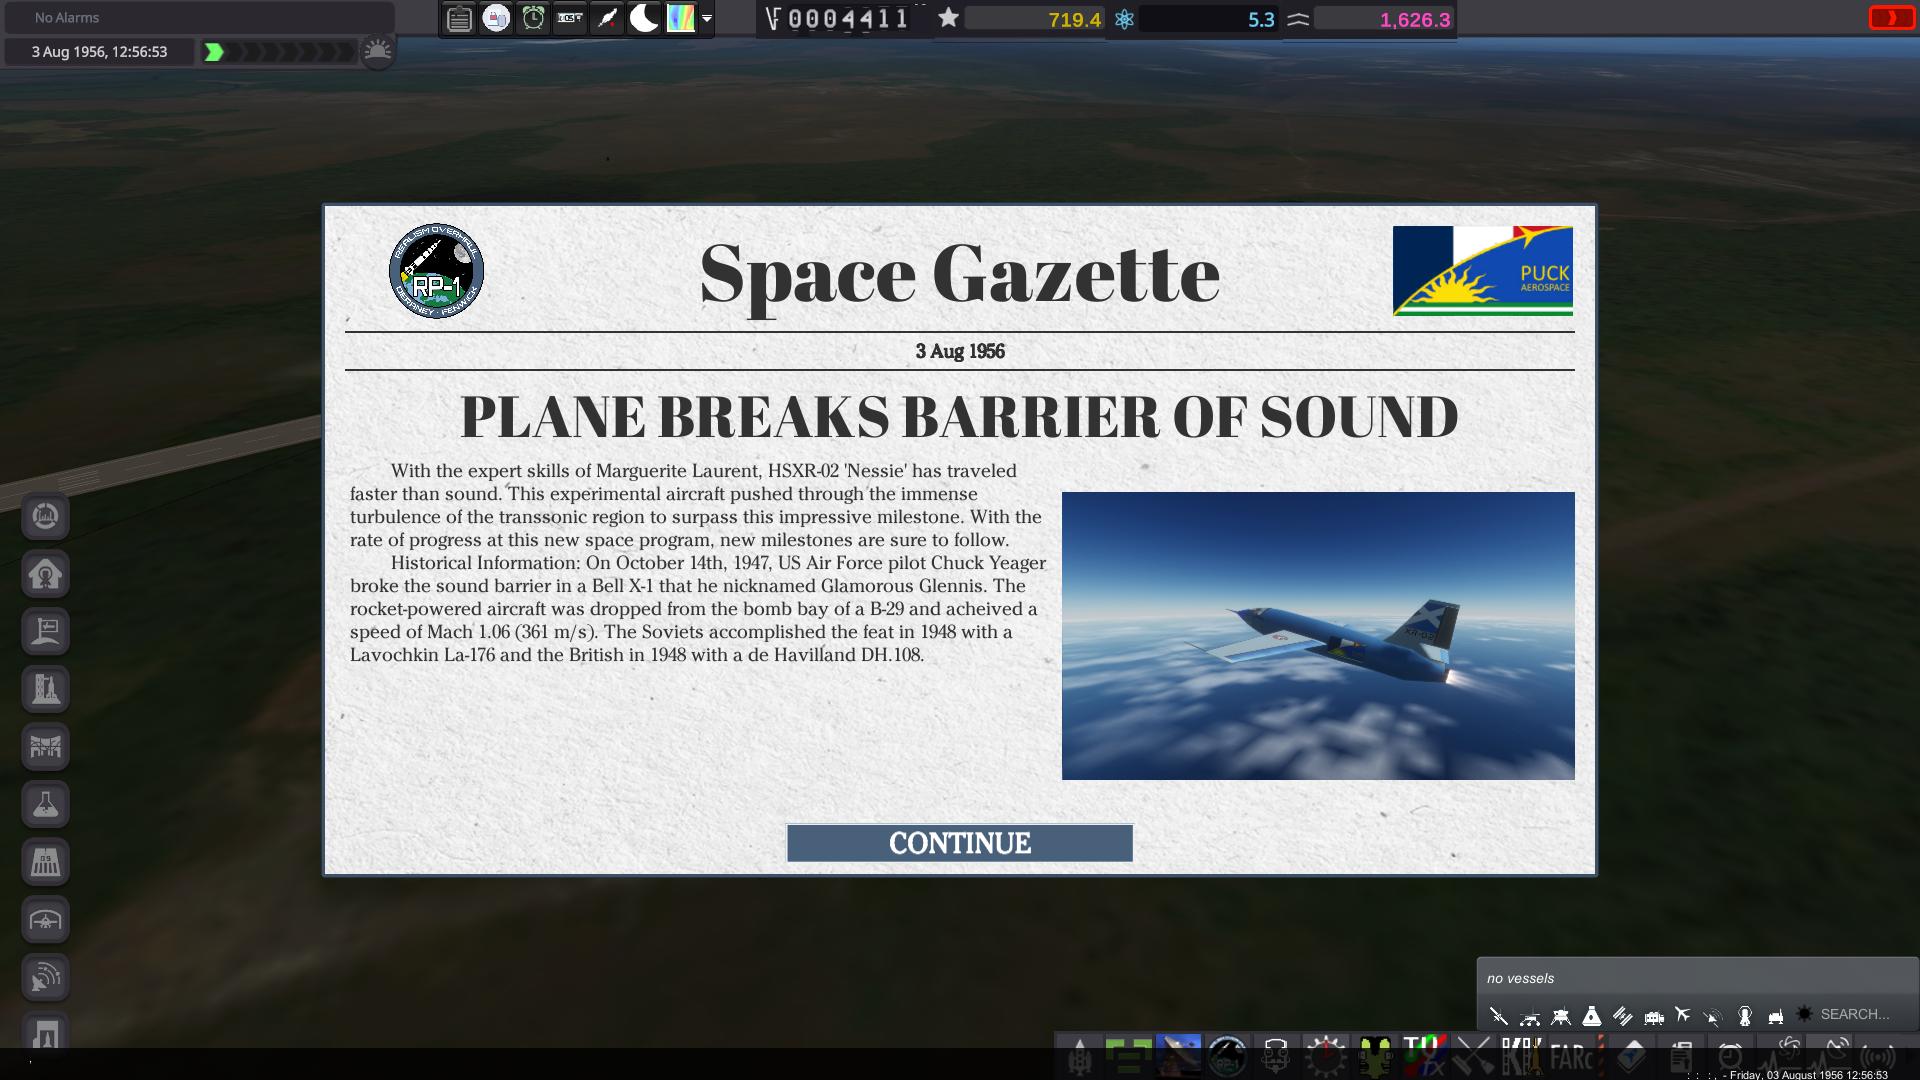 No Alarms
3 Aug 1956, 12:56:53
0004411
719.4
5.3
1,626.3
REALISM OVERHAUL
RP-1
Space Gazette
PUCK
AEROSPACE
3 Aug 1956
PLANE BREAKS BARRIER OF SOUND
With the expert skills of Marguerite Laurent, HSXR-02 'Nessie' has traveled
faster than sound. This experimental aircraft pushed through the immense
turbulence of the transsonic region to surpass this impressive milestone. With the
rate of progress at this new space program, new milestones are sure to follow.
Historical Information: On October 14th, 1947, US Air Force pilot Chuck Yeager
broke the sound barrier in a Bell X-1 that he nicknamed Glamorous Glennis. The
rocket-powered aircraft was dropped from the bomb bay of a B-29 and acheived a
speed of Mach 1.06 (361 m/s). The Soviets accomplished the feat in 1948 with a
Lavochkin La-176 and the British in 1948 with a de Havilland DH.108.
XR-02
CONTINUE
no vessels
SEARCH...
FARc
- Friday, 03 August 1956 12:56:53